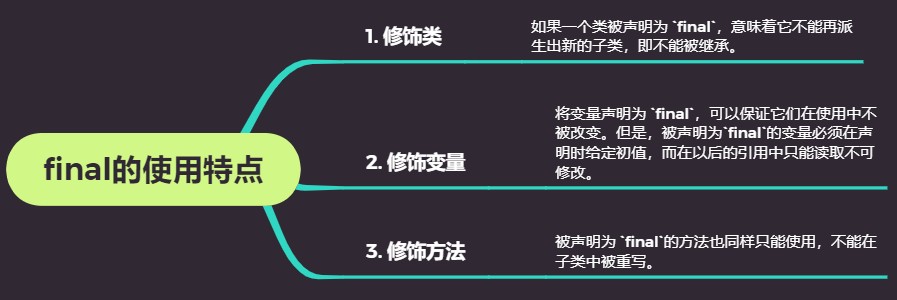 final的使用特点
1. 修饰类
如果一个类被声明为 `final`，意味着它不能再派
生出新的子类，即不能被继承。
2. 修饰变量
将变量声明为 `final`，可以保证它们在使用中不
被改变。但是，被声明为`final`的变量必须在声
明时给定初值，而在以后的引用中只能读取不可
修改。
3. 修饰方法
被声明为 `final`的方法也同样只能使用，不能在
子类中被重写。